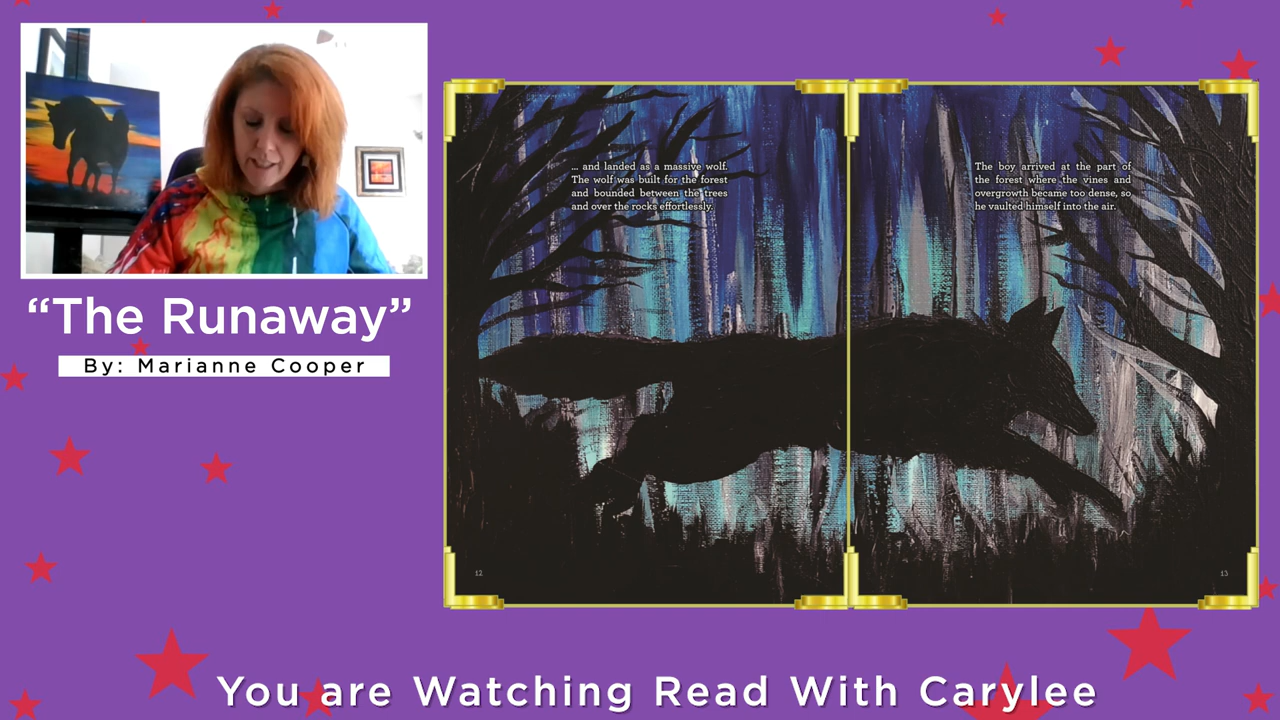 “The Runaway”
By: Marianne Cooper
... and landed as a massive wolf.
The wolf was built for the forest
and bounded between the trees
and over the rocks effortlessly.
The boy arrived at the part of
the forest where the vines and
overgrowth became too dense, so
he vaulted himself into the air.
12
13
You are Watching Read With Carylee